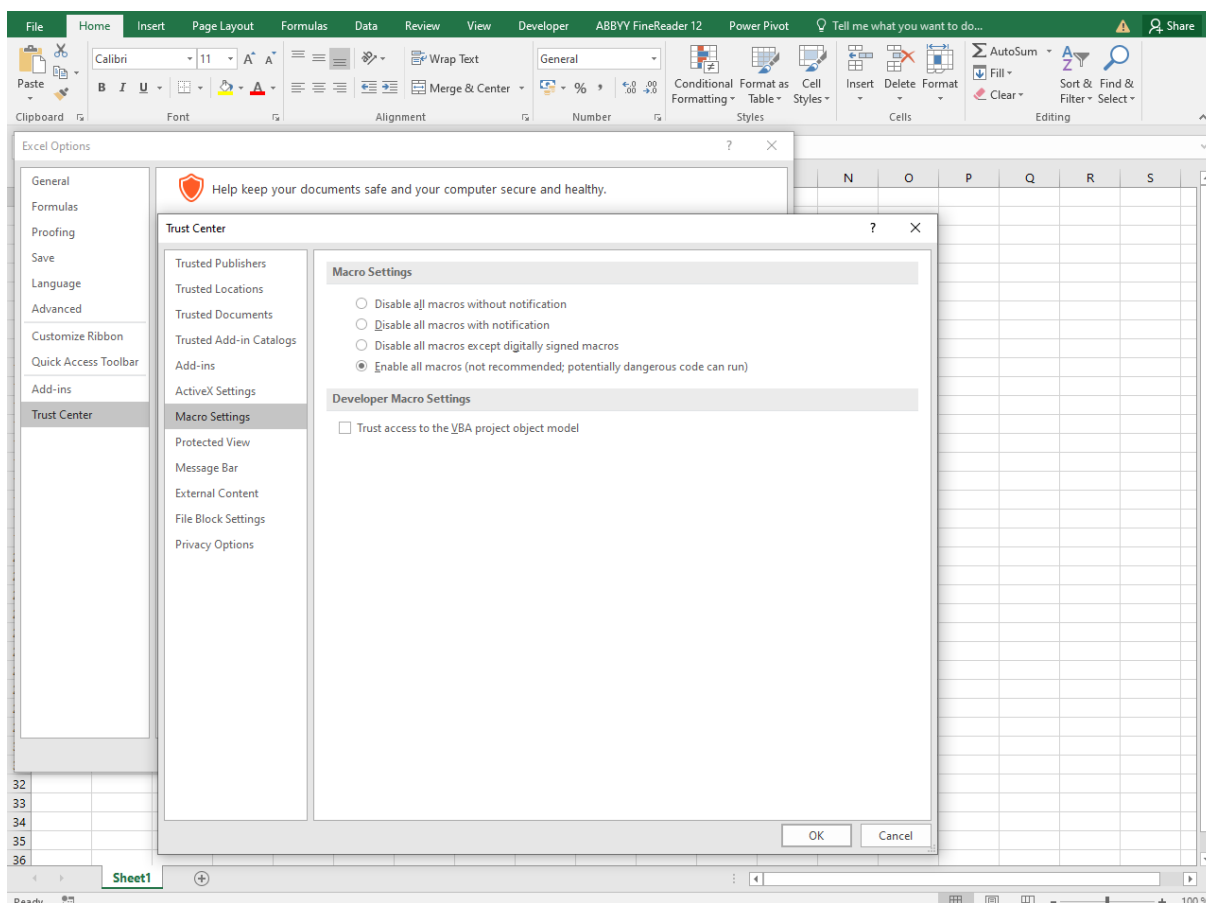 File Home Insert Page Layout Formulas Data Review View Developer ABBYY FineReader 12 Power Pivot Tell me what you want to do... Share
Calibri 11 A A Wrap Text General AutoSum
Fill
Paste B I U A Merge & Center % , .00 Conditional Format as Cell Insert Delete Format Sort & Find &
Formatting Table Styles Clear Filter Select
Clipboard Font Alignment Number Styles Cells Editing
Excel Options ?
General
Help keep your documents safe and your computer secure and healthy.
N O P Q R S
Formulas
Proofing
Save
Language
Advanced
Customize Ribbon
Quick Access Toolbar
Add-ins
Trust Center
Trust Center ?
Trusted Publishers
Trusted Locations
Trusted Documents
Trusted Add-in Catalogs
Add-ins
ActiveX Settings
Macro Settings
Protected View
Message Bar
External Content
File Block Settings
Privacy Options
Macro Settings
Disable all macros without notification
Disable all macros with notification
Disable all macros except digitally signed macros
Enable all macros (not recommended; potentially dangerous code can run)
Developer Macro Settings
Trust access to the VBA project object model
OK Cancel
32
33
34
35
36
Sheet1
Ready 100 %